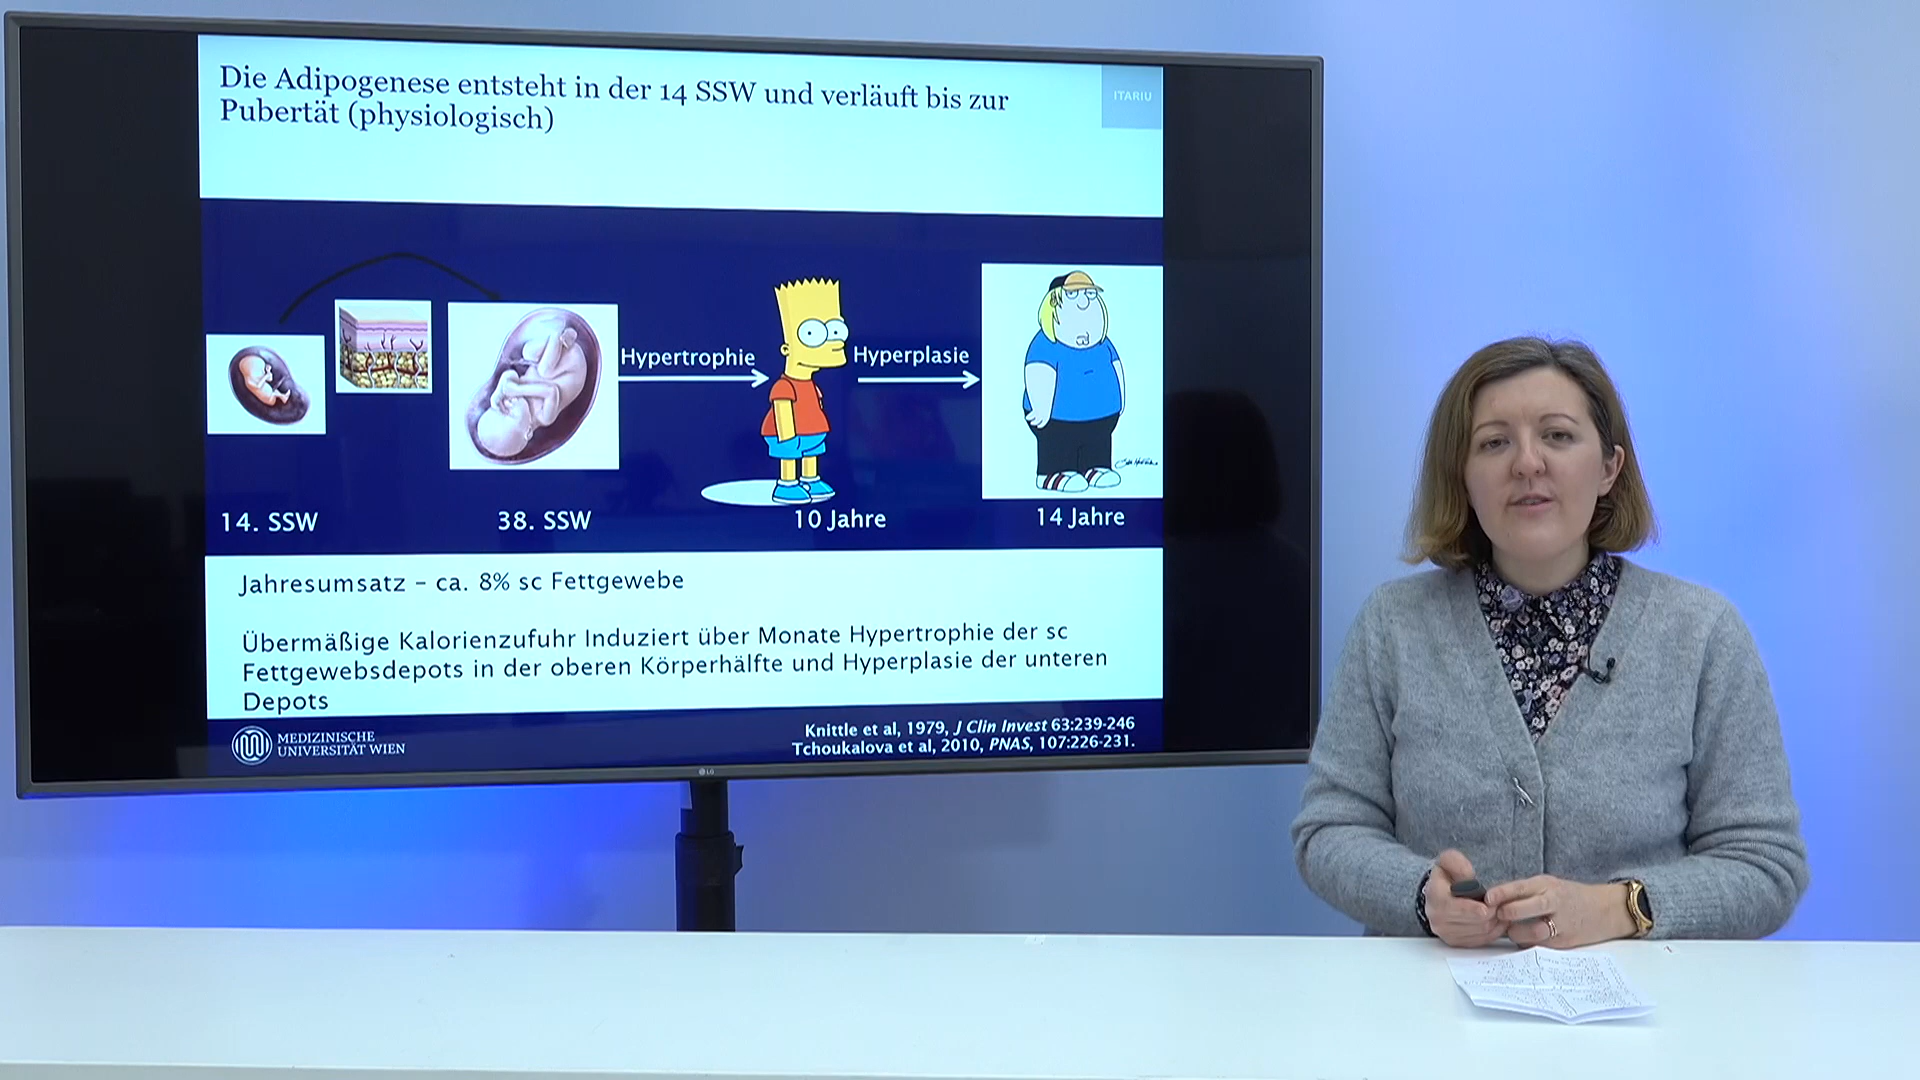 Die Adipogenese entsteht in der 14 SSW und verläuft bis zur
Pubertät (physiologisch)
ITARIU
Hypertrophie
Hyperplasie
14. SSW
38. SSW
10 Jahre
14 Jahre
Jahresumsatz – ca. 8% sc Fettgewebe
Übermäßige Kalorienzufuhr Induziert über Monate Hypertrophie der sc
Fettgewebsdepots in der oberen Körperhälfte und Hyperplasie der unteren
Depots
MEDIZINISCHE
UNIVERSITÄT WIEN
Knittle et al, 1979, J Clin Invest 63:239-246
Tchoukalova et al, 2010, PNAS, 107:226-231.
LG